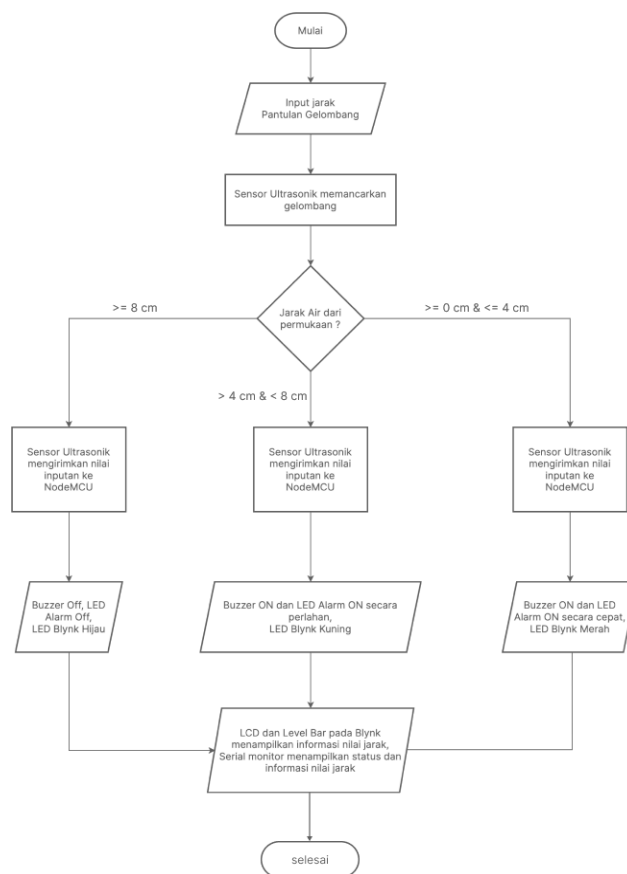 Mulai
Input jarak
Pantulan Gelombang
Sensor Ultrasonik memancarkan
gelombang
Jarak Air dari
permukaan ?
>= 8 cm
> 4 cm & < 8 cm
>= 0 cm & <= 4 cm
Sensor Ultrasonik
mengirimkan nilai
inputan ke
NodeMCU
Sensor Ultrasonik
mengirimkan nilai
inputan ke
NodeMCU
Sensor Ultrasonik
mengirimkan nilai
inputan ke
NodeMCU
Buzzer Off, LED
Alarm Off,
LED Blynk Hijau
Buzzer ON dan LED Alarm ON secara
perlahan,
LED Blynk Kuning
Buzzer ON dan LED
Alarm ON secara cepat,
LED Blynk Merah
LCD dan Level Bar pada Blynk
menampilkan informasi nilai jarak,
Serial monitor menampilkan status dan
informasi nilai jarak
selesai